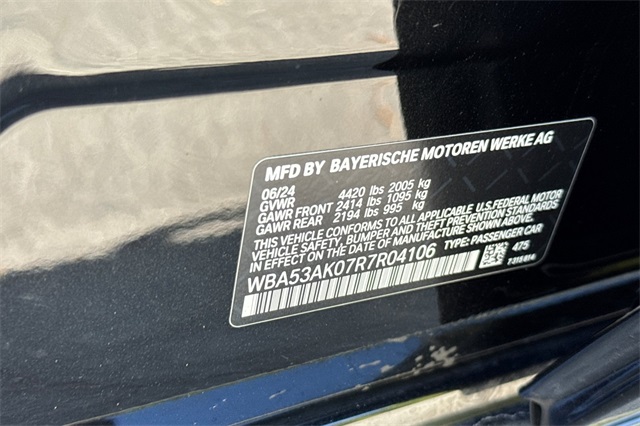 MFD BY BAYERISCHE MOTOREN WERKE AG
06/24
GVWR 4420 lbs 2005 kg
GAWR FRONT 2414 lbs 1095 kg
GAWR REAR 2194 lbs 995 kg
THIS VEHICLE CONFORMS TO ALL APPLICABLE U.S. FEDERAL MOTOR
VEHICLE SAFETY, BUMPER, AND THEFT PREVENTION STANDARDS
IN EFFECT ON THE DATE OF MANUFACTURE SHOWN ABOVE.
WBA53AK07R7R04106 TYPE: PASSENGER CAR
475